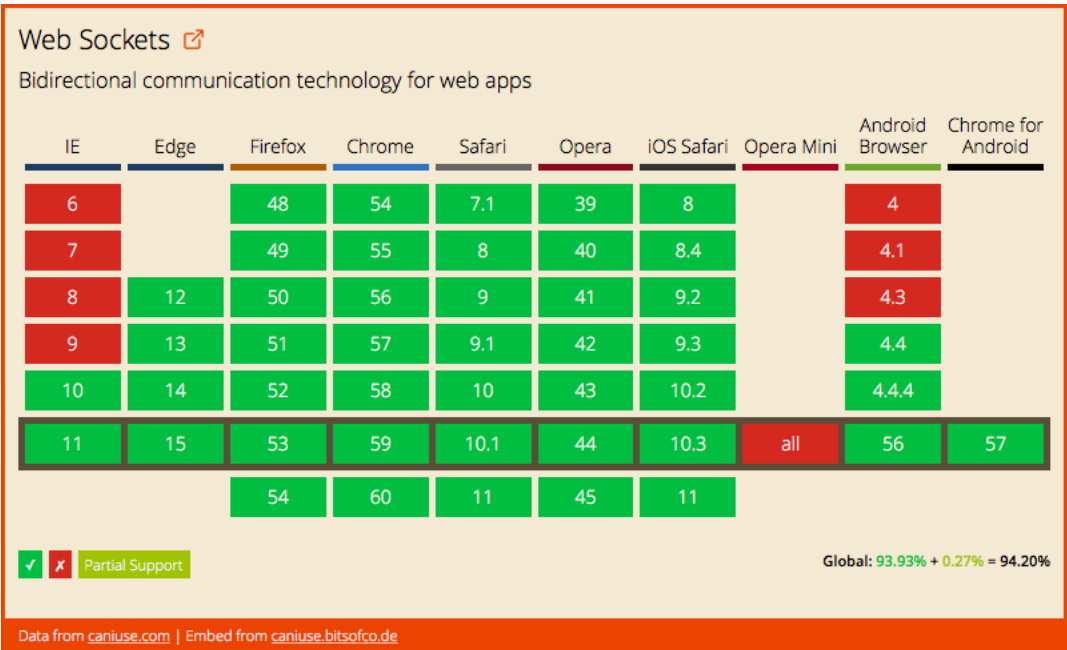 Web Sockets
Bidirectional communication technology for web apps
IE Edge Firefox Chrome Safari Opera iOS Safari Opera Mini Android Browser Chrome for Android
6 48 54 7.1 39 8 4
7 49 55 8 40 8.4 4.1
8 12 50 56 9 41 9.2 4.3
9 13 51 57 9.1 42 9.3 4.4
10 14 52 58 10 43 10.2 4.4.4
11 15 53 59 10.1 44 10.3 all 56 57
54 60 11 45 11
✓ ✗ Partial Support Global: 93.93% + 0.27% = 94.20%
Data from caniuse.com | Embed from caniuse.bitsofco.de